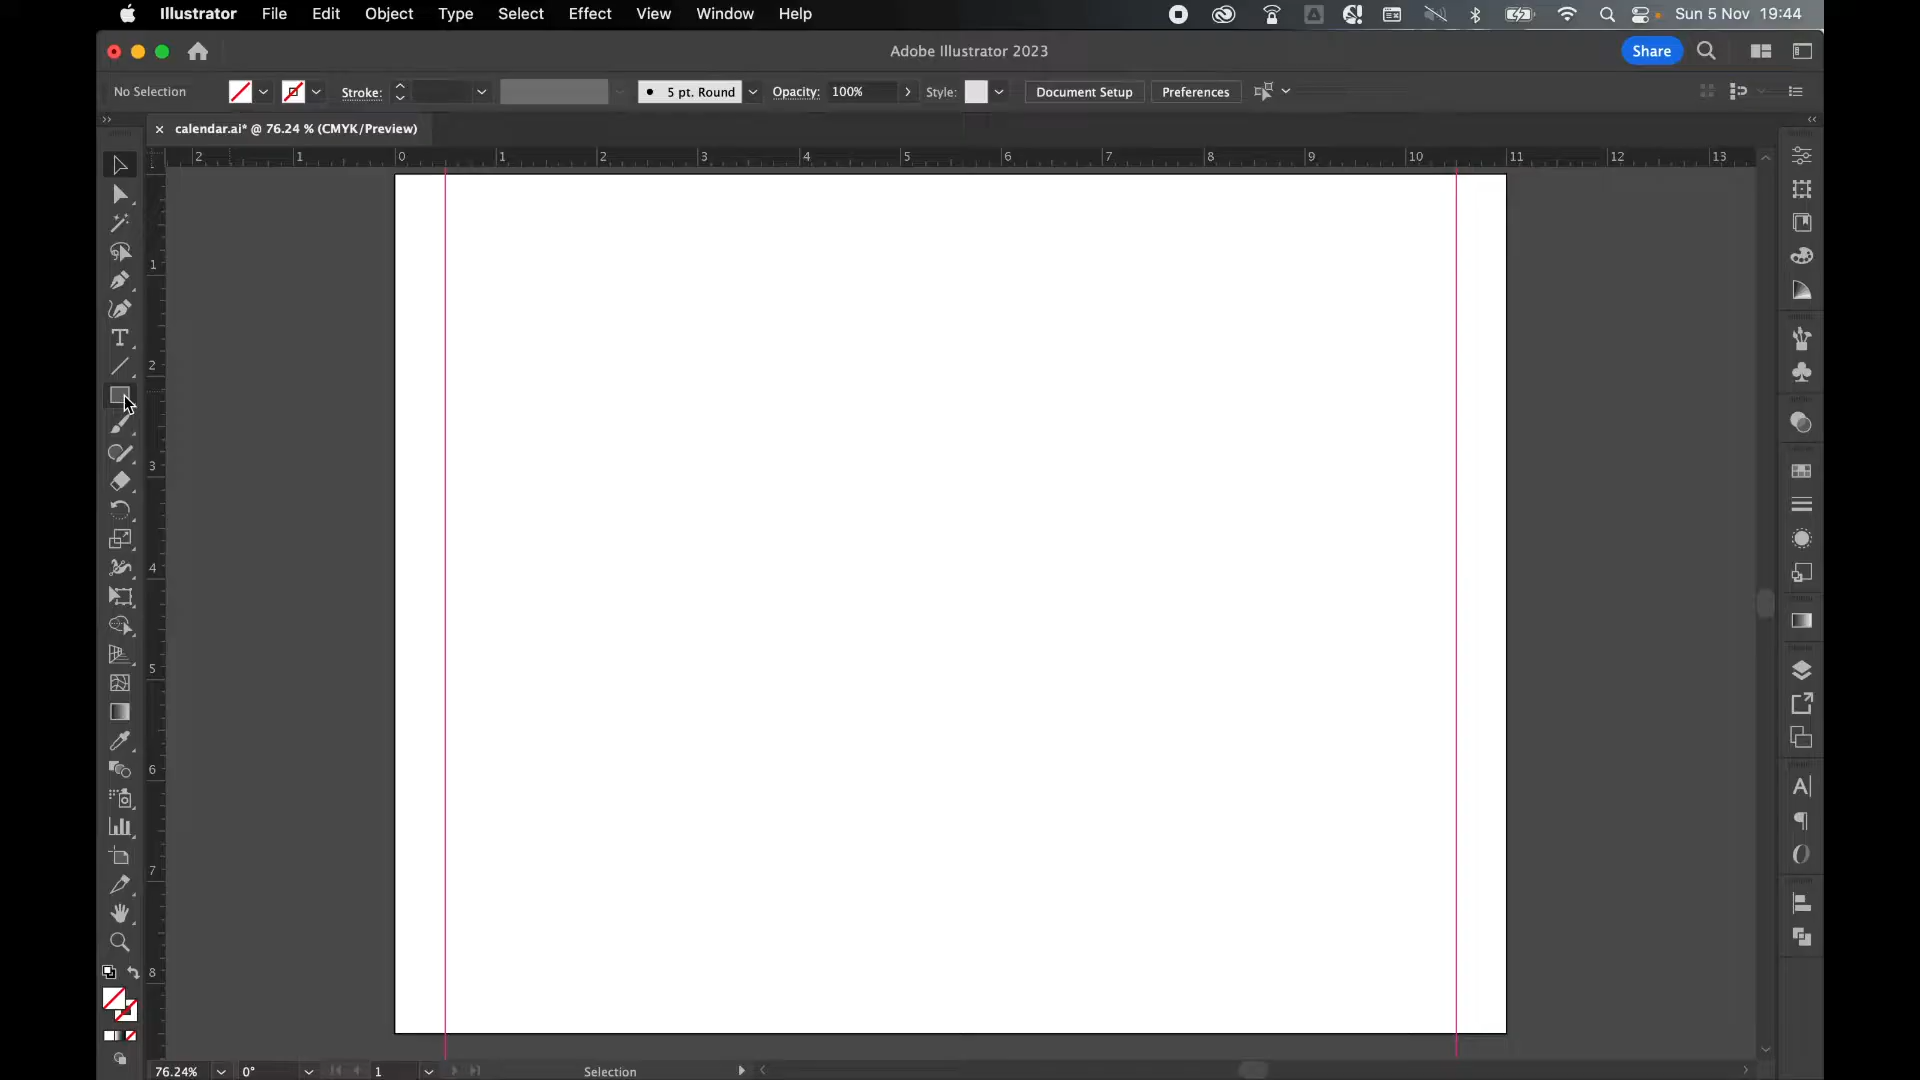 Illustrator File Edit Object Type Select Effect View Window Help Sun 5 Nov 19:44
Adobe Illustrator 2023 Share
No Selection Stroke: 5 pt. Round Opacity: 100% Style: Document Setup Preferences
calendar.ai* @ 76.24 % (CMYK/Preview)
2 1 0 1 2 3 4 5 6 7 8 9 10 11 12 13
1
2
3
4
5
6
7
8
76.24% 0° 1 Selection